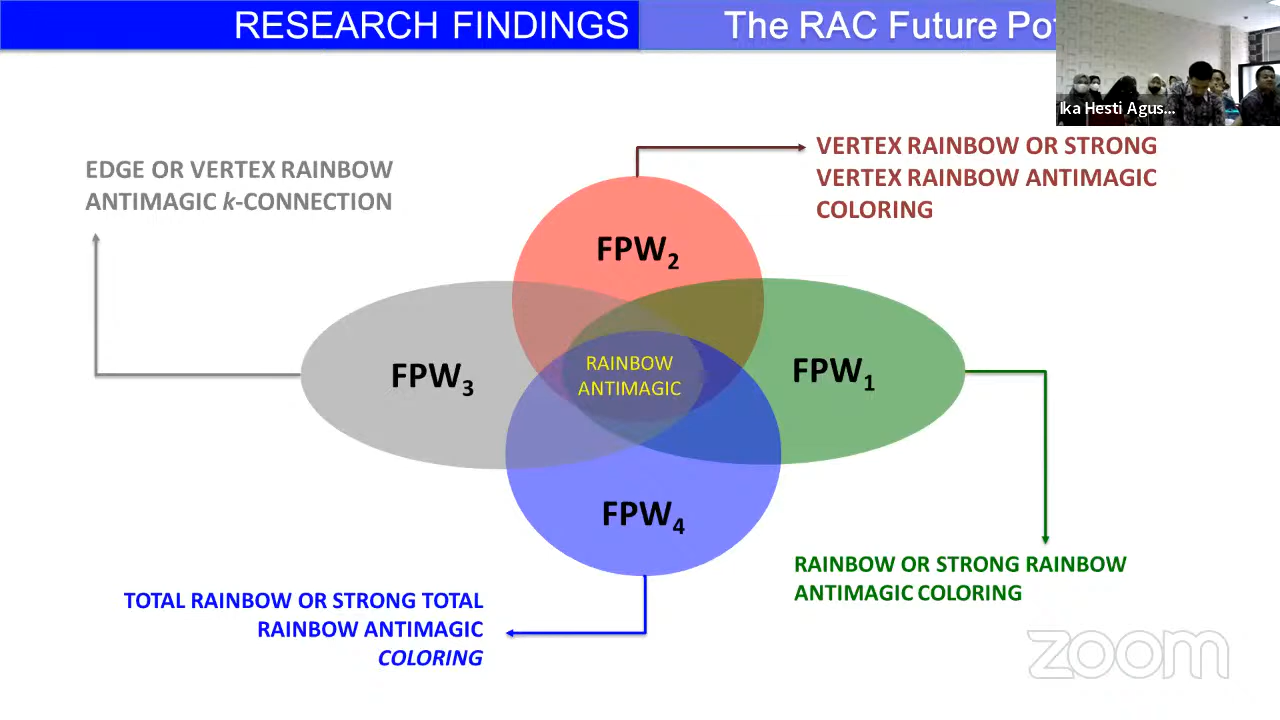 RESEARCH FINDINGS
The RAC Future
Ika Hesti Agus...
EDGE OR VERTEX RAINBOW
ANTIMAGIC k-CONNECTION
VERTEX RAINBOW OR STRONG
VERTEX RAINBOW ANTIMAGIC
COLORING
FPW2
FPW3
RAINBOW
ANTIMAGIC
FPW1
FPW4
RAINBOW OR STRONG RAINBOW
ANTIMAGIC COLORING
TOTAL RAINBOW OR STRONG TOTAL
RAINBOW ANTIMAGIC
COLORING
zoom